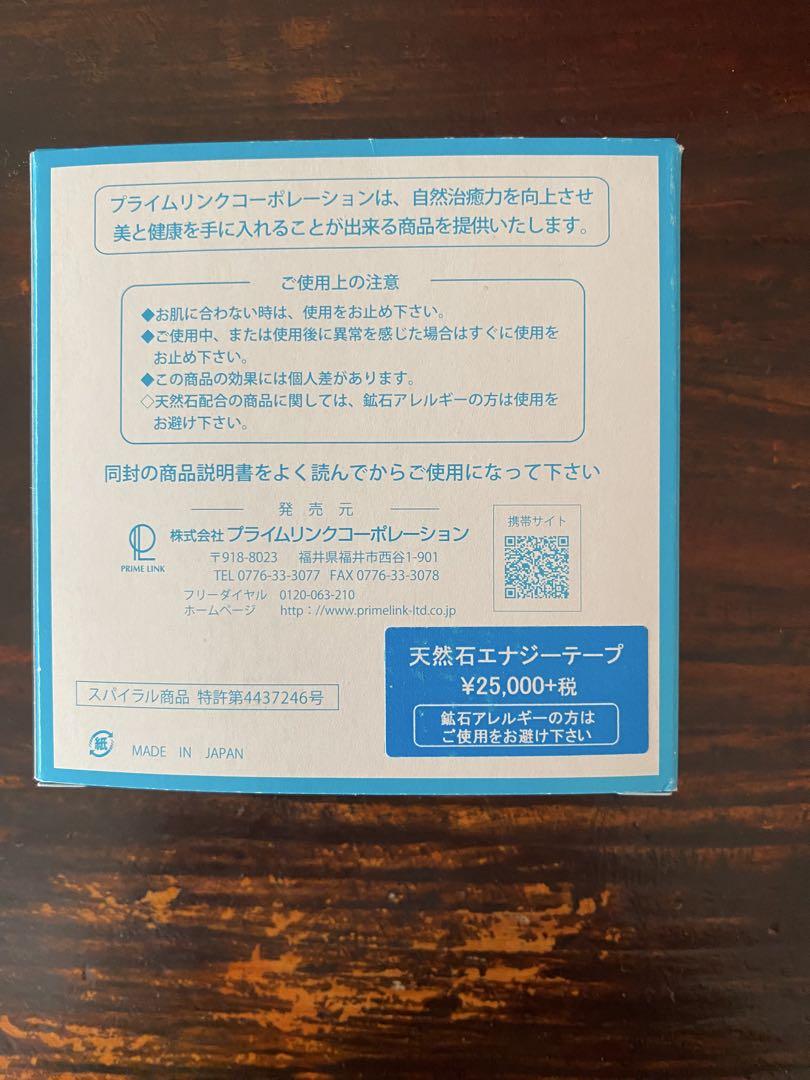 プライムリンクコーポレーションは、自然治癒力を向上させ
美と健康を手に入れることが出来る商品を提供いたします。
ご使用上の注意
◆お肌に合わない時は、使用をお止め下さい。
◆ご使用中、または使用後に異常を感じた場合はすぐに使用を
お止め下さい。
◆この商品の効果には個人差があります。
◇天然石配合の商品に関しては、鉱石アレルギーの方は使用を
お避け下さい。
同封の商品説明書をよく読んでからご使用になって下さい
発売元
PRIME LINK
株式会社 プライムリンクコーポレーション
〒918-8023 福井県福井市西谷1-901
TEL 0776-33-3077 FAX 0776-33-3078
フリーダイヤル 0120-063-210
ホームページ http：//www.primelink-ltd.co.jp
携帯サイト
天然石エナジーテープ
¥25,000+税
鉱石アレルギーの方は
ご使用をお避け下さい
スパイラル商品 特許第4437246号
紙
MADE IN JAPAN